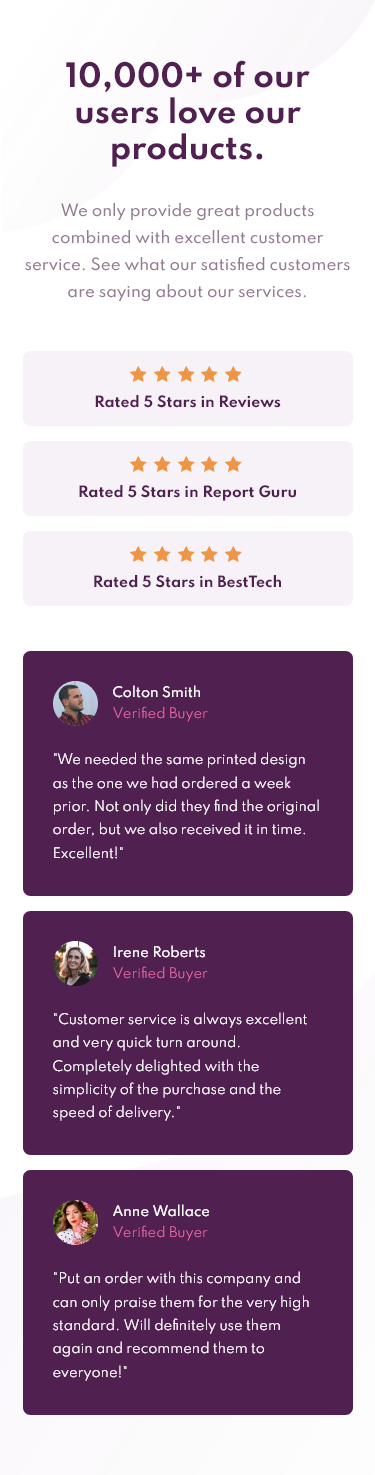 10,000+ of our
users love our
products.
We only provide great products
combined with excellent customer
service. See what our satisfied customers
are saying about our services.
Rated 5 Stars in Reviews
Rated 5 Stars in Report Guru
Rated 5 Stars in BestTech
Colton Smith
Verified Buyer
"We needed the same printed design
as the one we had ordered a week
prior. Not only did they find the original
order, but we also received it in time.
Excellent!"
Irene Roberts
Verified Buyer
"Customer service is always excellent
and very quick turn around.
Completely delighted with the
simplicity of the purchase and the
speed of delivery."
Anne Wallace
Verified Buyer
"Put an order with this company and
can only praise them for the very high
standard. Will definitely use them
again and recommend them to
everyone!"